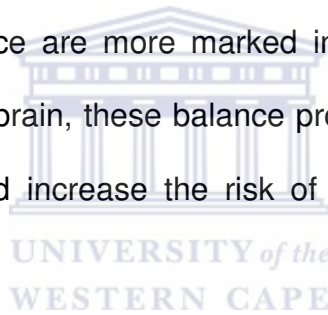 ce are more marked in
brain, these balance pro
d increase the risk of
UNIVERSITY of the
WESTERN CAPE